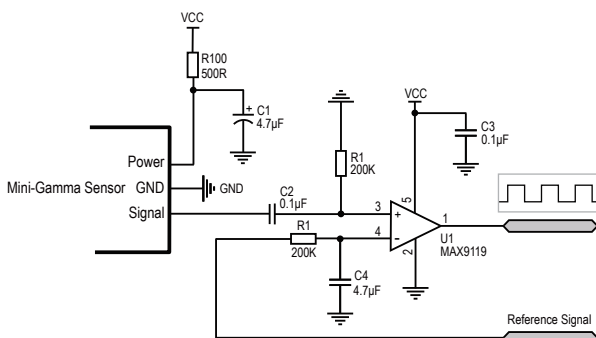 VCC
R100
500R
C1
4.7µF
VCC
C3
0.1µF
Power
R1
200K
Mini-Gamma Sensor
GND
GND
C2
0.1µF
Signal
3
+
5
1
R1
200K
4
-
2
U1
MAX9119
C4
4.7µF
Reference Signal
+